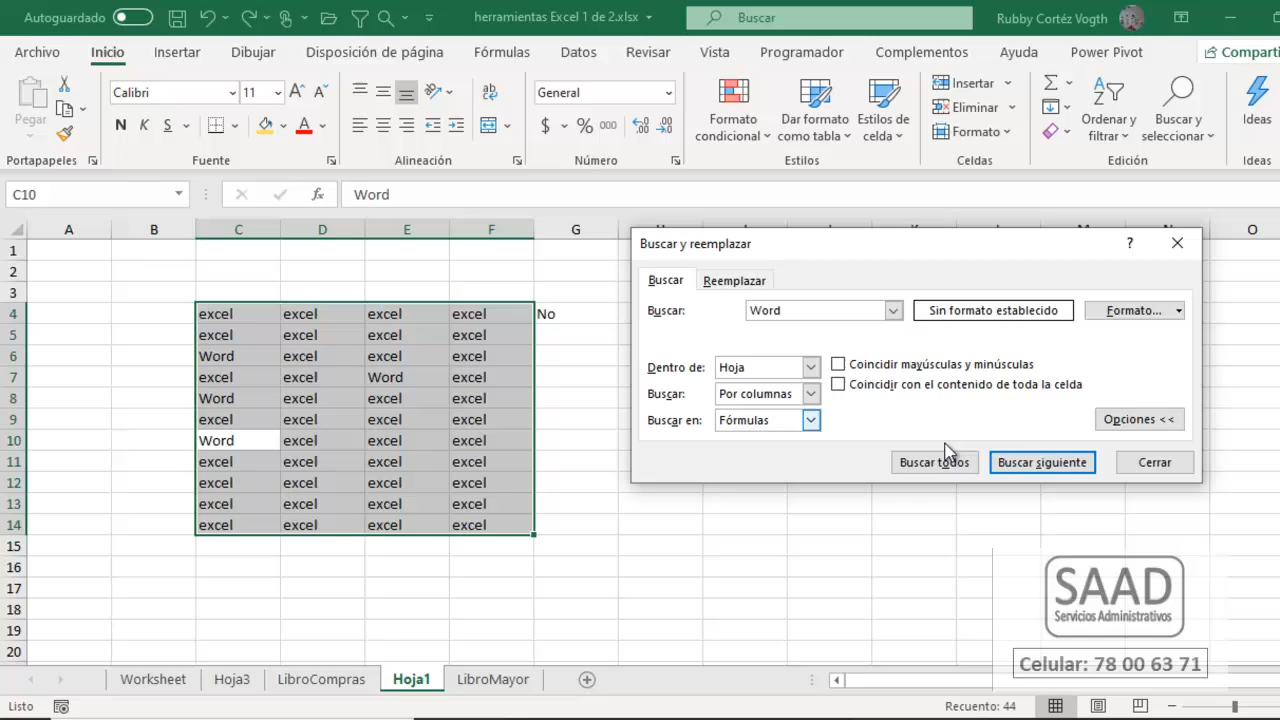 Autoguardado herramientas Excel 1 de 2.xlsx Buscar Rubby Cortéz Vogth
Archivo Inicio Insertar Dibujar Disposición de página Fórmulas Datos Revisar Vista Programador Complementos Ayuda Power Pivot Comparti
Pegar
Portapapeles
Calibri 11
N K S A
Fuente
Alineación
General
$ % 000
Número
Formato condicional
Dar formato como tabla
Estilos de celda
Estilos
Insertar
Eliminar
Formato
Celdas
Ordenar y filtrar
Buscar y seleccionar
Edición
Ideas
Ideas
C10 fx Word
A B C D E F G O
1
2
3
4 excel excel excel excel No
5 excel excel excel excel
6 Word excel excel excel
7 excel excel Word excel
8 Word excel excel excel
9 excel excel excel excel
10 Word excel excel excel
11 excel excel excel excel
12 excel excel excel excel
13 excel excel excel excel
14 excel excel excel excel
15
16
17
18
19
20
Buscar y reemplazar ?
Buscar Reemplazar
Buscar: Word Sin formato establecido Formato...
Dentro de: Hoja Coincidir mayúsculas y minúsculas
Buscar: Por columnas Coincidir con el contenido de toda la celda
Buscar en: Fórmulas Opciones <<
Buscar todos Buscar siguiente Cerrar
SAAD
Servicios Administrativos
Celular: 78 00 63 71
Worksheet Hoja3 LibroCompras Hoja1 LibroMayor
Listo Recuento: 44